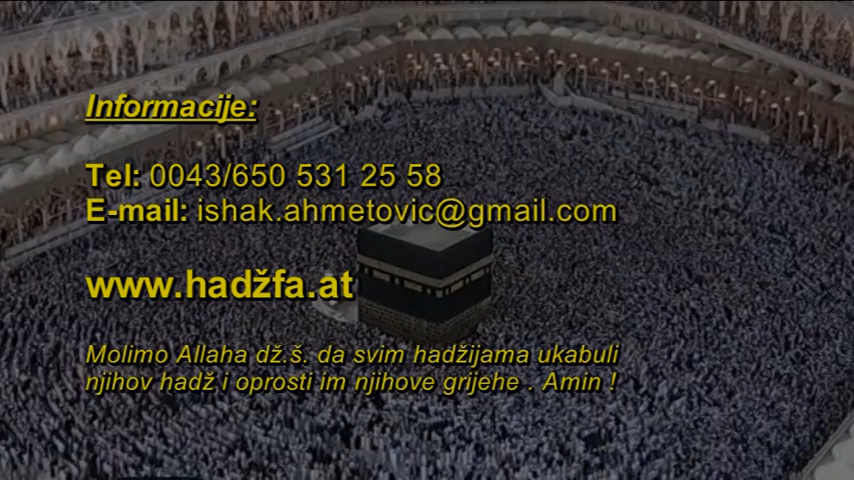 Informacije:
Tel: 0043/650 531 25 58
E-mail: ishak.ahmetovic@gmail.com
www.hadžfa.at
Molimo Allaha dž.š. da svim hadžijama ukabuli
njihov hadž i oprosti im njihove grijehe . Amin !